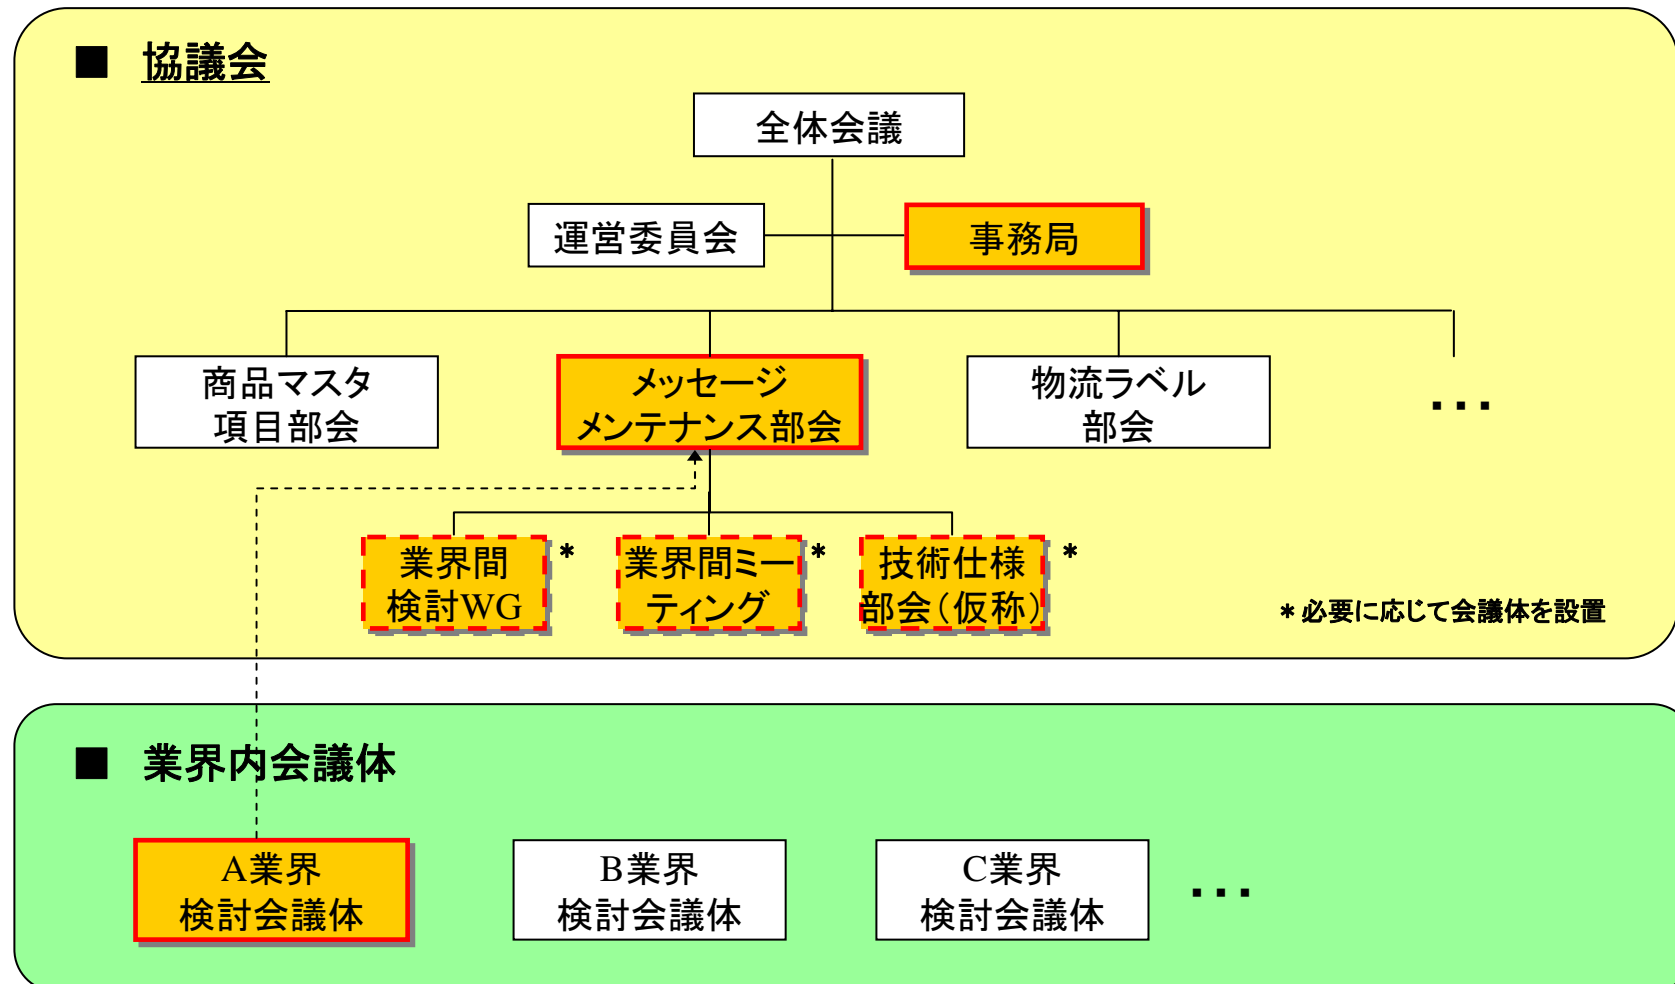 ■ 協議会
全体会議
運営委員会
事務局
商品マスタ
項目部会
メッセージ
メンテナンス部会
物流ラベル
部会
・・・
業界間
検討WG
*
業界間ミー
ティング
*
技術仕様
部会(仮称)
*
*必要に応じて会議体を設置
■ 業界内会議体
A業界
検討会議体
B業界
検討会議体
C業界
検討会議体
・・・